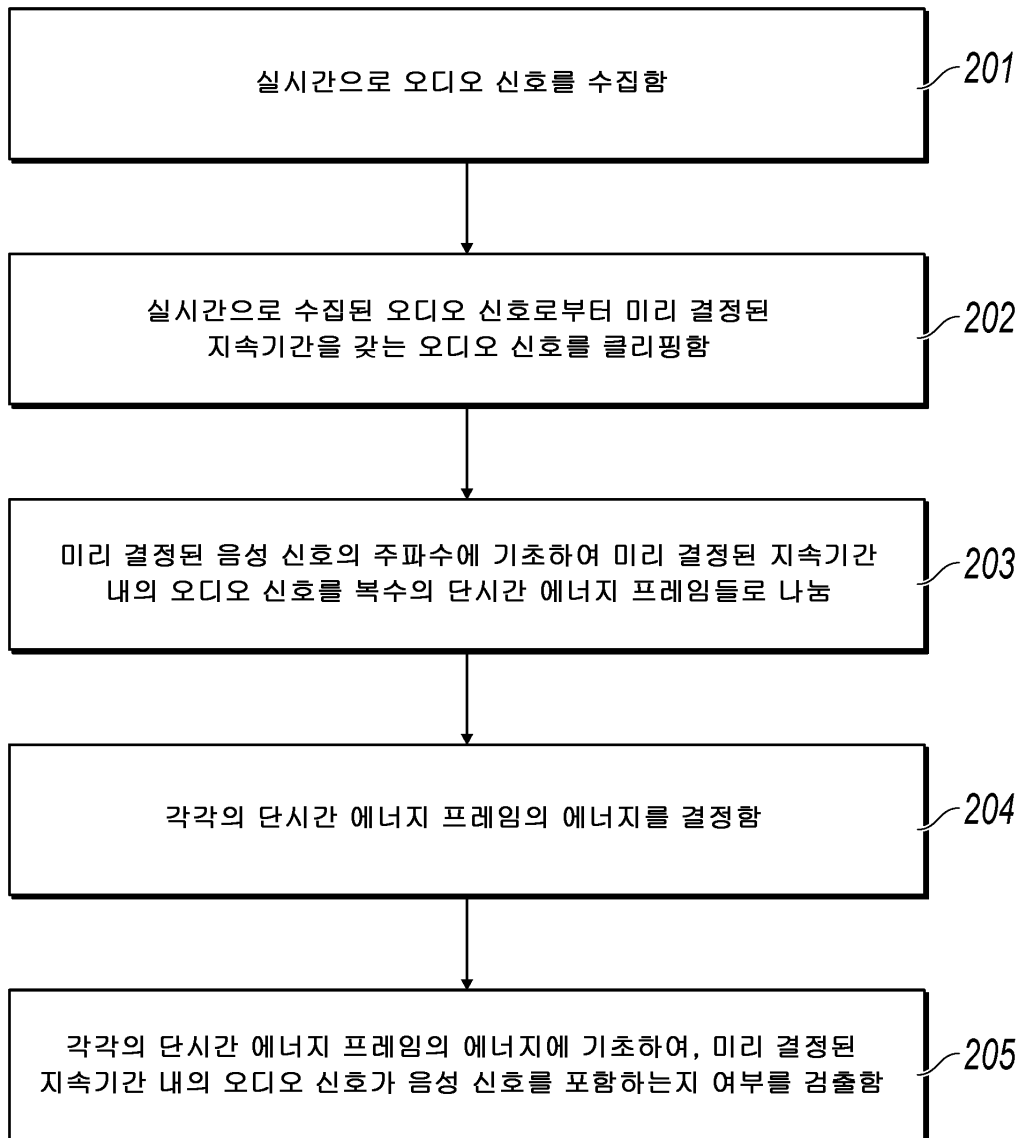 실시간으로 오디오 신호를 수집함
201
실시간으로 수집된 오디오 신호로부터 미리 결정된
지속기간을 갖는 오디오 신호를 클리핑함
202
미리 결정된 음성 신호의 주파수에 기초하여 미리 결정된 지속기간
내의 오디오 신호를 복수의 단시간 에너지 프레임들로 나눔
203
각각의 단시간 에너지 프레임의 에너지를 결정함
204
각각의 단시간 에너지 프레임의 에너지에 기초하여, 미리 결정된
지속기간 내의 오디오 신호가 음성 신호를 포함하는지 여부를 검출함
205